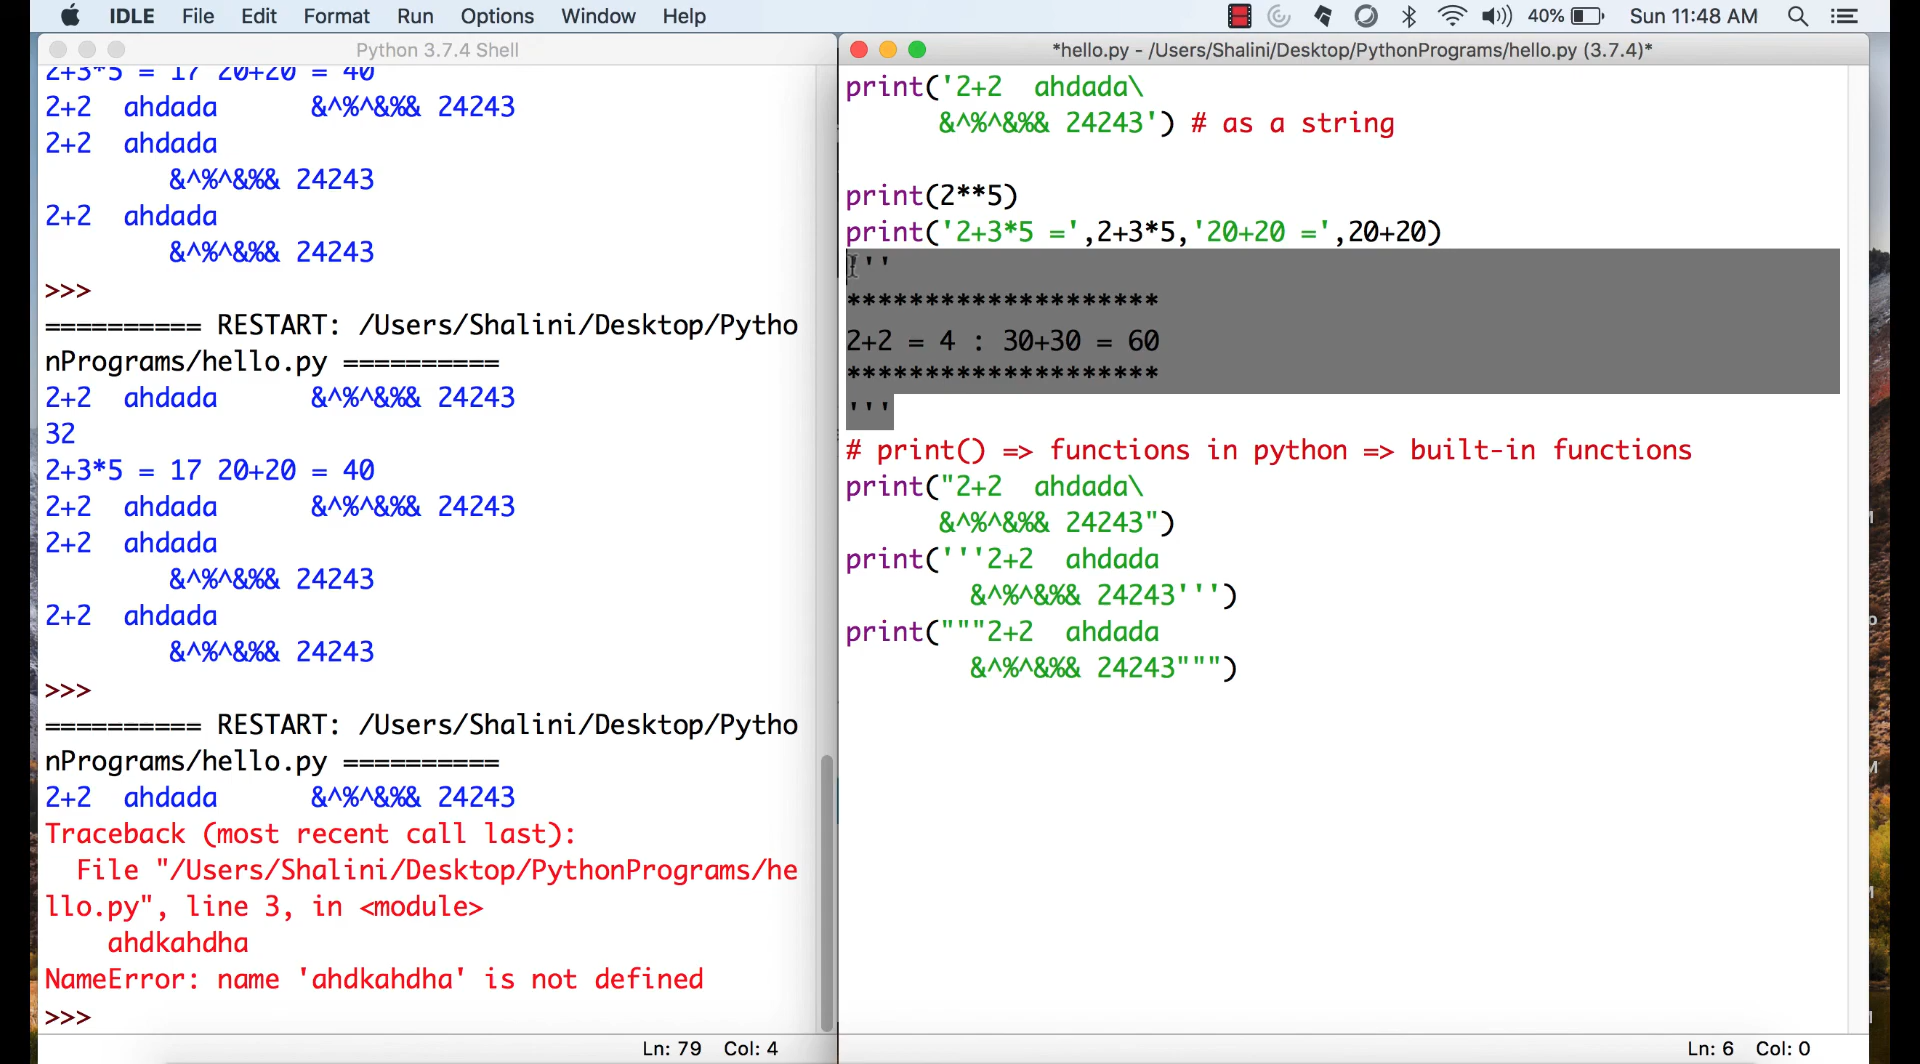 IDLE File Edit Format Run Options Window Help 40% Sun 11:48 AM
Python 3.7.4 Shell
2+3*5 = 17 20+20 = 40
2+2  ahdada      &^%^&%& 24243
2+2  ahdada
        &^%^&%& 24243
2+2  ahdada
        &^%^&%& 24243
>>>
========== RESTART: /Users/Shalini/Desktop/Pytho
nPrograms/hello.py ==========
2+2  ahdada      &^%^&%& 24243
32
2+3*5 = 17 20+20 = 40
2+2  ahdada      &^%^&%& 24243
2+2  ahdada
        &^%^&%& 24243
2+2  ahdada
        &^%^&%& 24243
>>>
========== RESTART: /Users/Shalini/Desktop/Pytho
nPrograms/hello.py ==========
2+2  ahdada      &^%^&%& 24243
Traceback (most recent call last):
  File "/Users/Shalini/Desktop/PythonPrograms/he
llo.py", line 3, in <module>
    ahdkahdha
NameError: name 'ahdkahdha' is not defined
>>>
Ln: 79 Col: 4
*hello.py - /Users/Shalini/Desktop/PythonPrograms/hello.py (3.7.4)*
print('2+2  ahdada\
      &^%^&%& 24243') # as a string
print(2**5)
print('2+3*5 =',2+3*5,'20+20 =',20+20)
'''
********************
2+2 = 4 : 30+30 = 60
********************
'''
# print() => functions in python => built-in functions
print("2+2  ahdada\
      &^%^&%& 24243")
print('''2+2  ahdada
        &^%^&%& 24243''')
print("""2+2  ahdada
        &^%^&%& 24243""")
Ln: 6 Col: 0